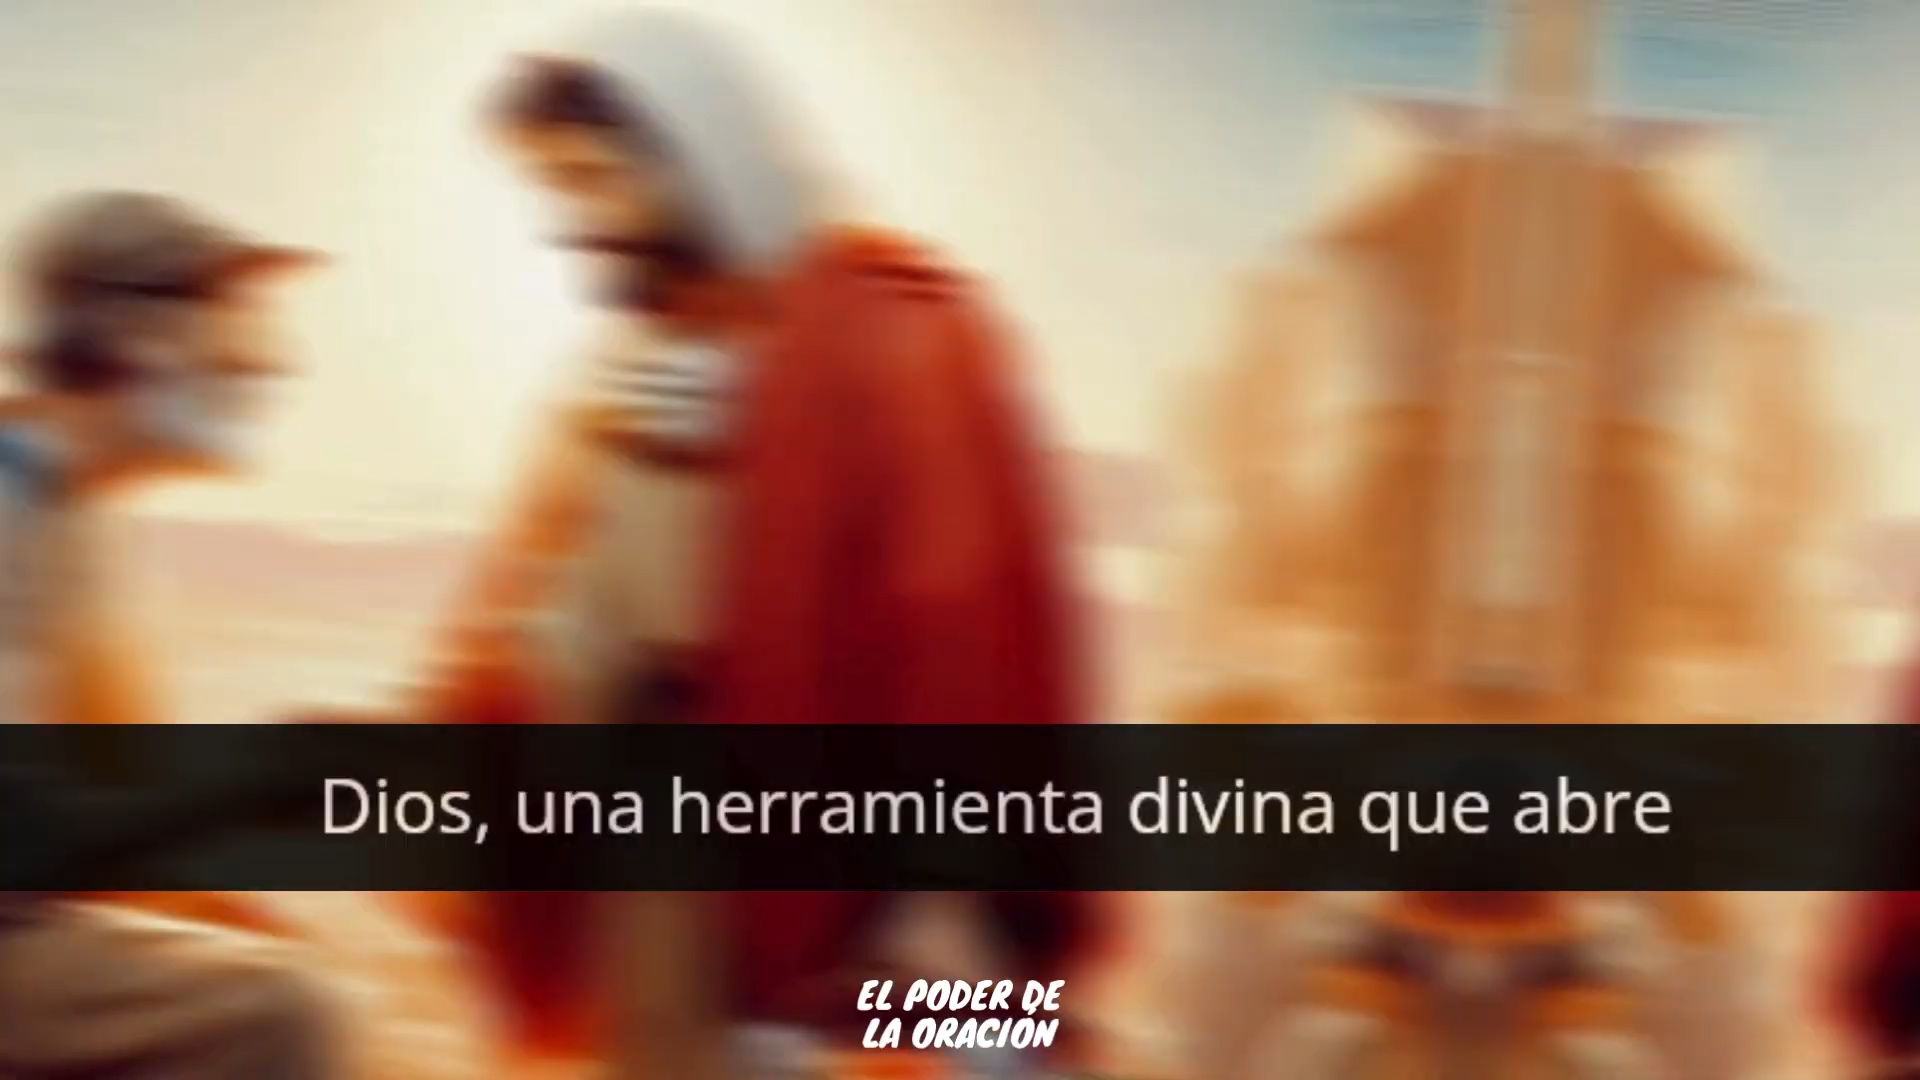 Dios, una herramienta divina que abre
EL PODER DE
LA ORACIÓN